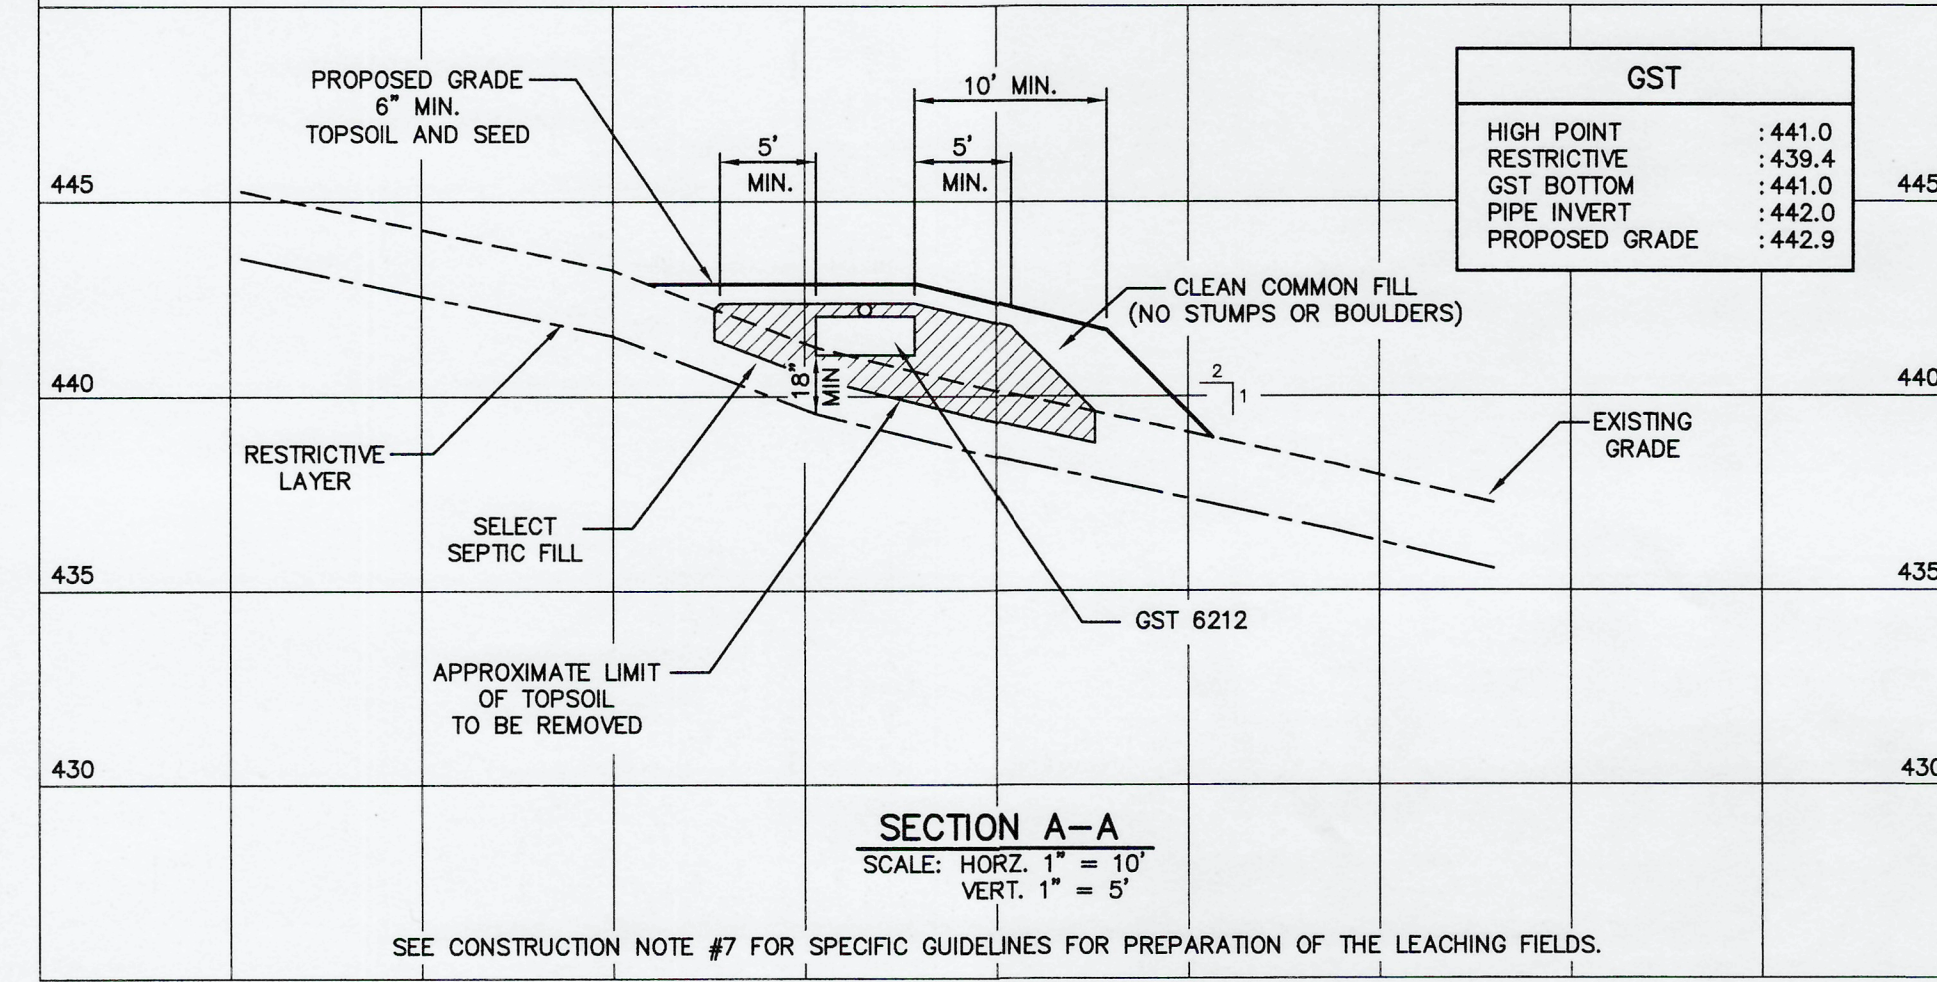 PROPOSED GRADE
6" MIN.
TOPSOIL AND SEED
10' MIN.
5'
MIN.
5'
MIN.
GST
HIGH POINT :441.0
RESTRICTIVE :439.4
GST BOTTOM :441.0
PIPE INVERT :442.0
PROPOSED GRADE :442.9
445
445
CLEAN COMMON FILL
(NO STUMPS OR BOULDERS)
440
18"
MIN
2
1
440
RESTRICTIVE
LAYER
EXISTING
GRADE
SELECT
SEPTIC FILL
435
435
GST 6212
APPROXIMATE LIMIT
OF TOPSOIL
TO BE REMOVED
430
430
SECTION A-A
SCALE: HORZ. 1" = 10'
VERT. 1" = 5'
SEE CONSTRUCTION NOTE #7 FOR SPECIFIC GUIDELINES FOR PREPARATION OF THE LEACHING FIELDS.